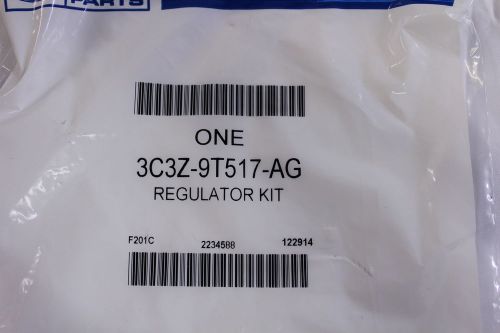 PARTS
ONE
3C3Z-9T517-AG
REGULATOR KIT
F201C 2234588 122914